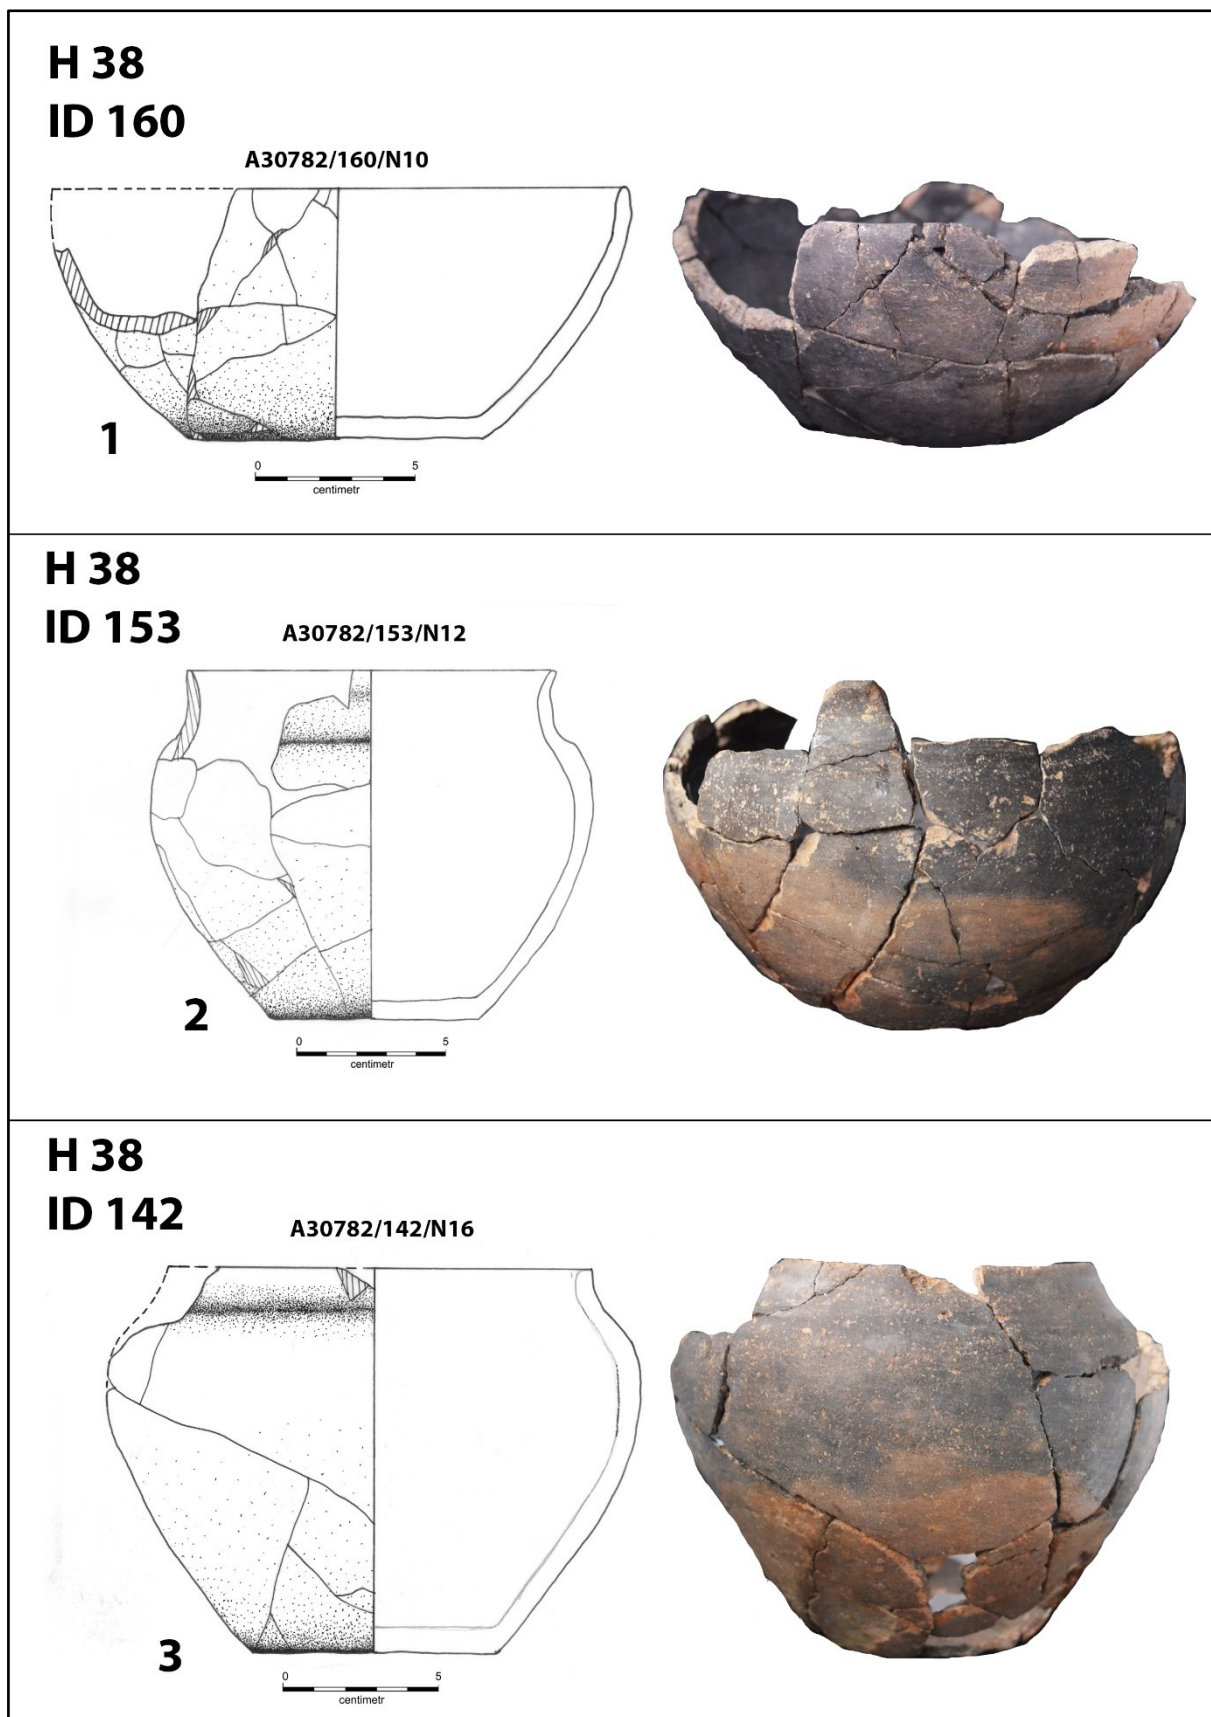 H 38
ID 160
A30782/160/N10
1
0 5
centimetr
H 38
ID 153
A30782/153/N12
2
0 5
centimetr
H 38
ID 142
A30782/142/N16
3
0 5
centimetr